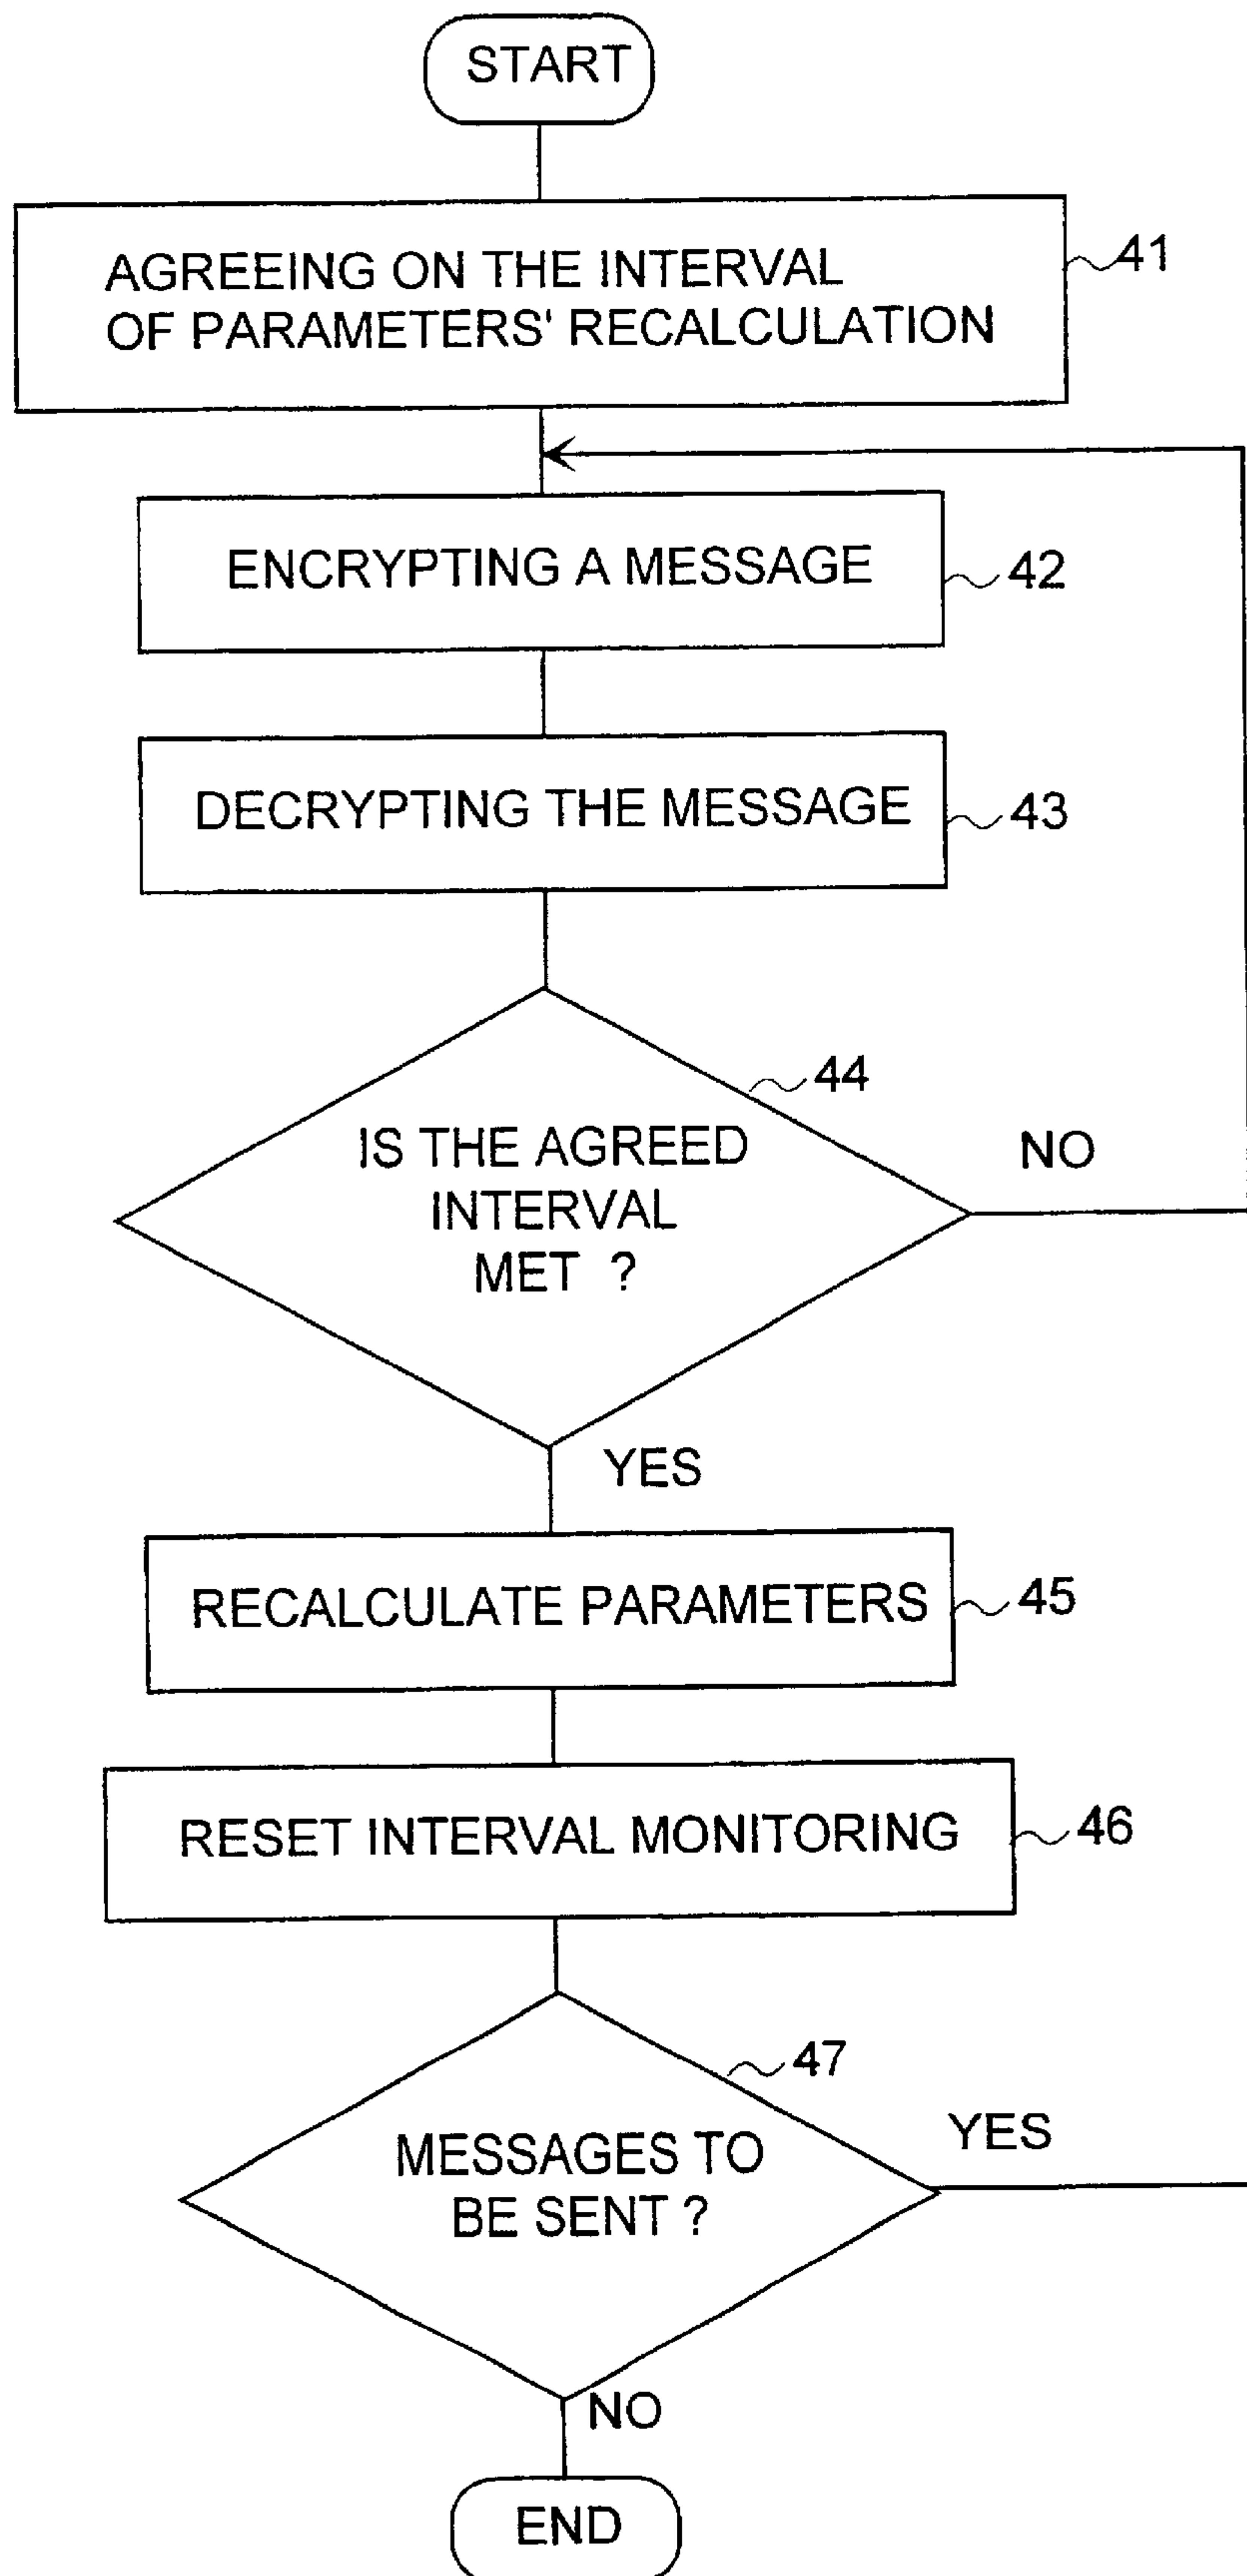 START
AGREEING ON THE INTERVAL
OF PARAMETERS' RECALCULATION
41
ENCRYPTING A MESSAGE
42
DECRYPTING THE MESSAGE
43
44
IS THE AGREED
INTERVAL
MET ?
NO
YES
RECALCULATE PARAMETERS
45
RESET INTERVAL MONITORING
46
47
MESSAGES TO
BE SENT ?
YES
NO
END